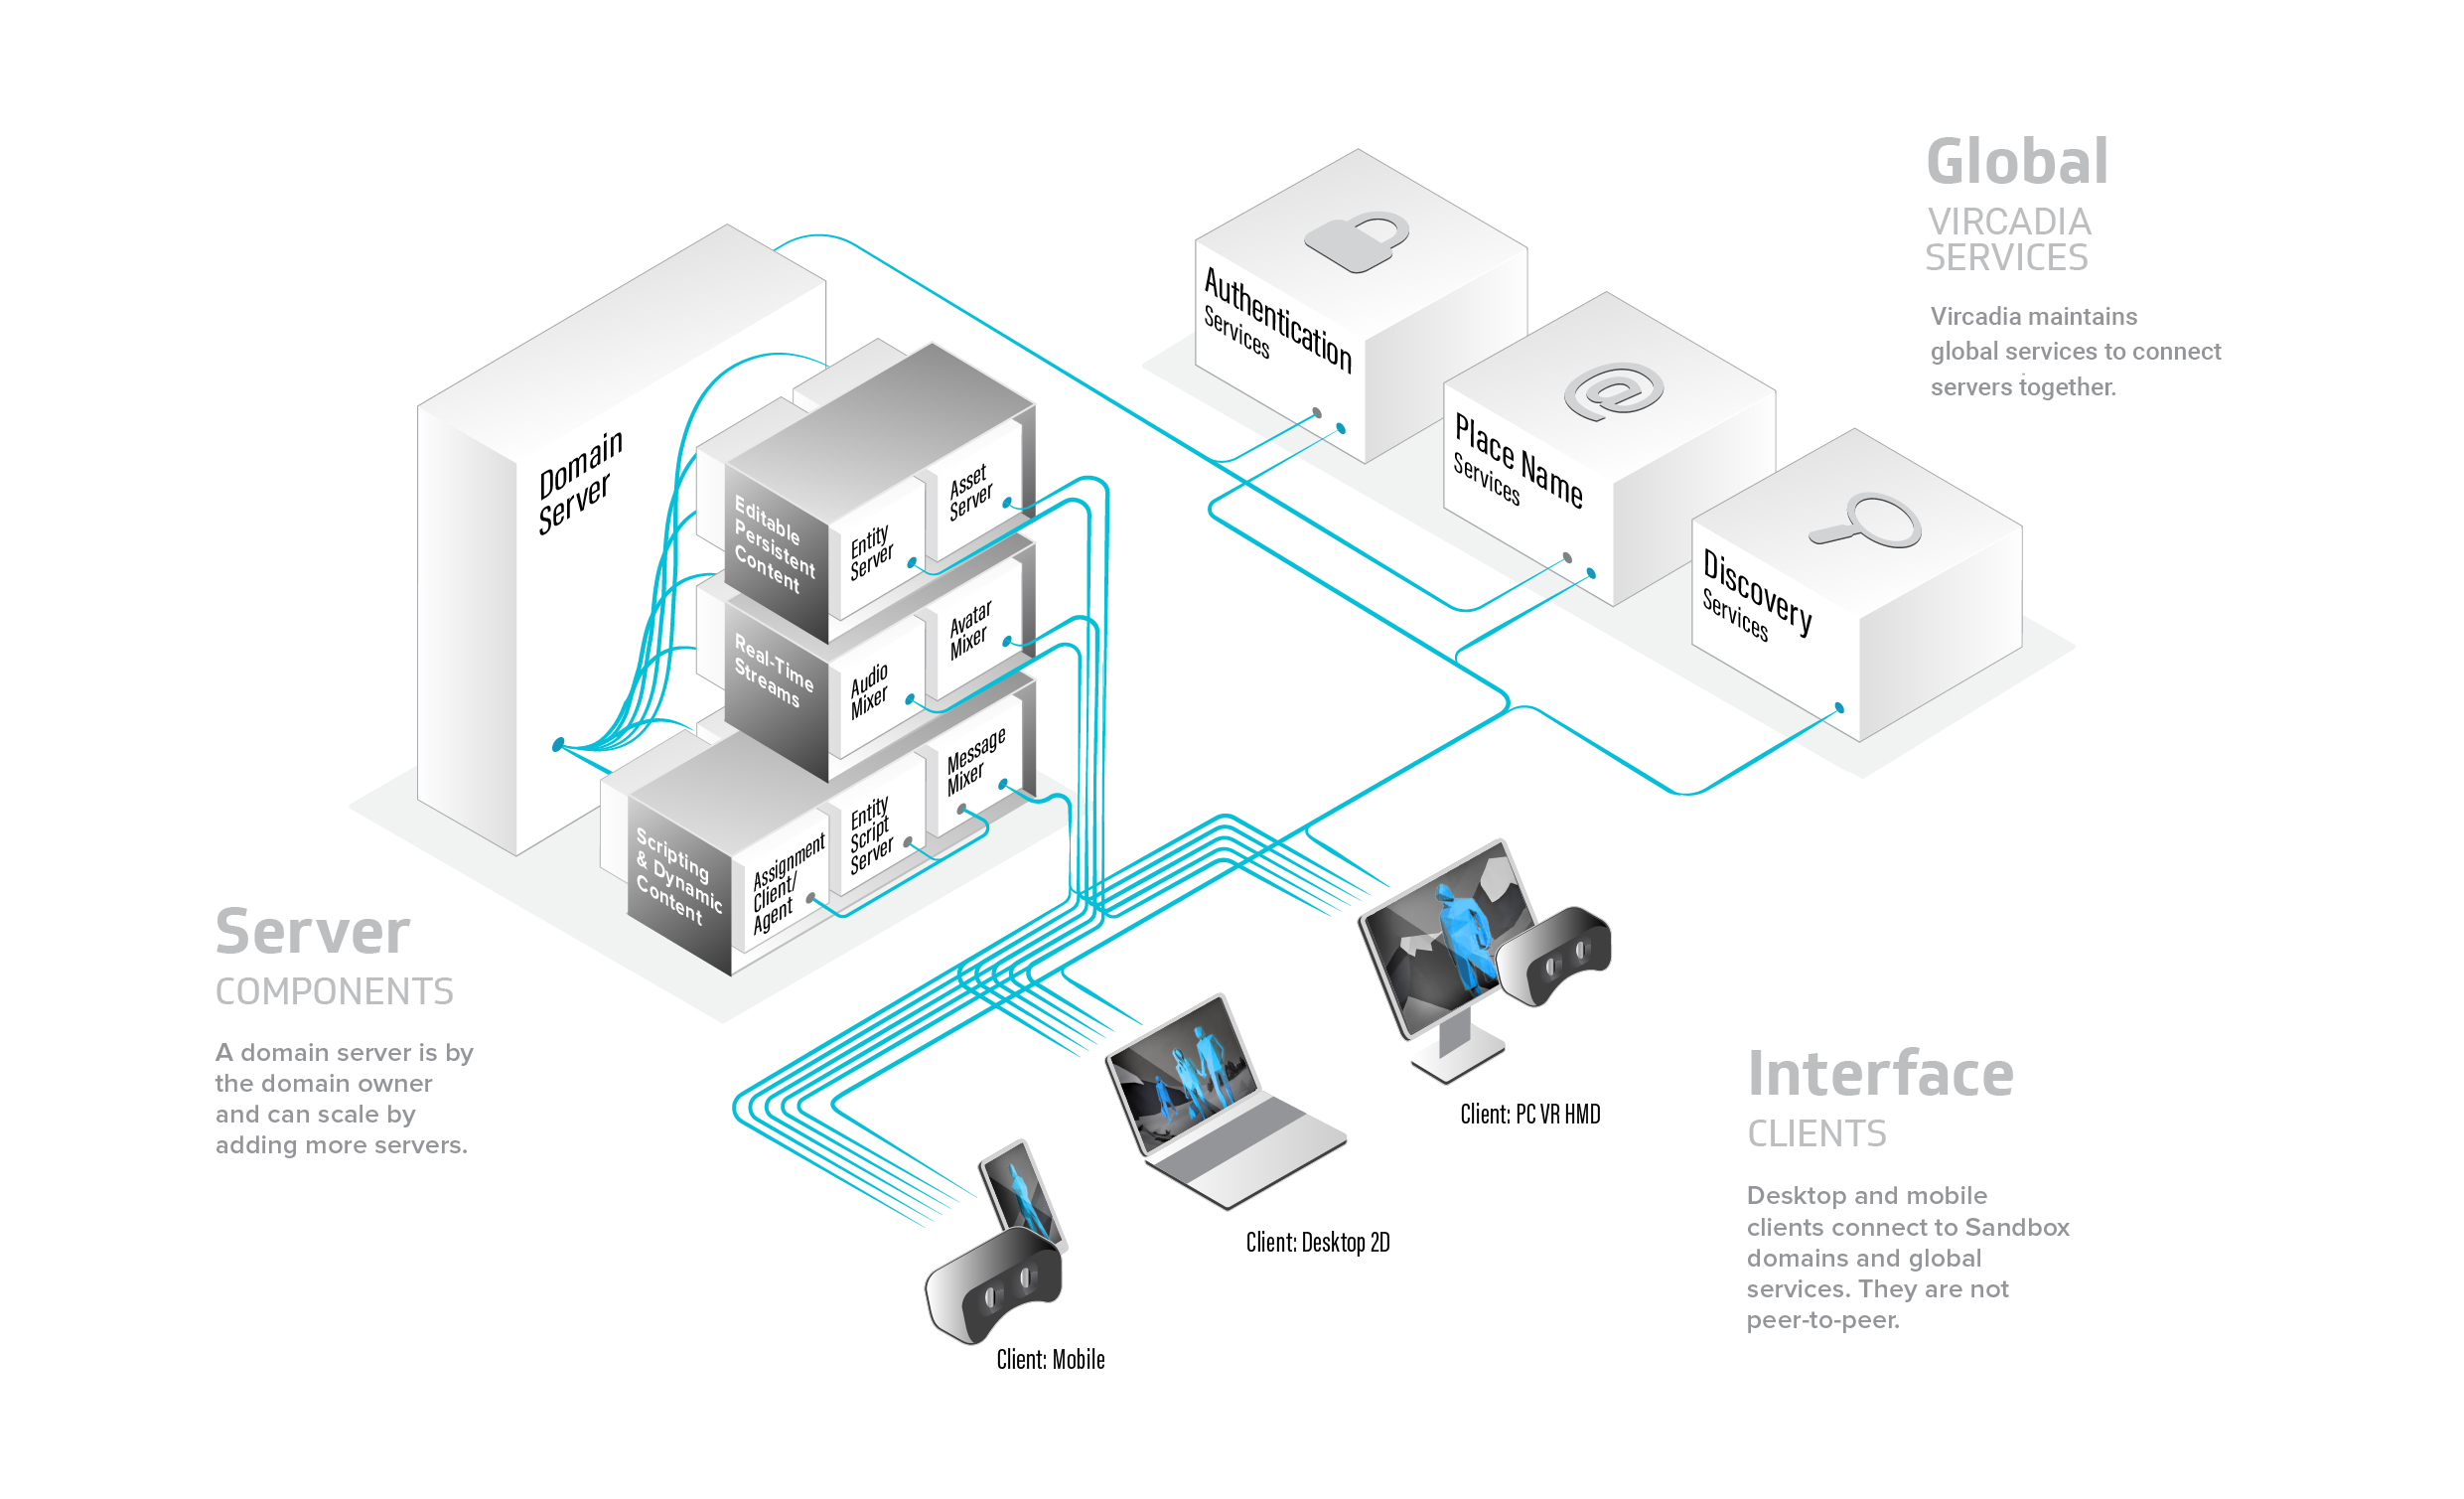 Global
VIRCADIA
SERVICES
Vircadia maintains
global services to connect
servers together.
Authentication
Services
@
Place Name
Services
Discovery
Services
Domain
Server
Editable
Persistent
Content
Entity
Server
Asset
Server
Real-Time
Streams
Audio
Mixer
Avatar
Mixer
Scripting
& Dynamic
Content
Assignment
Client/
Agent
Entity
Script
Server
Message
Mixer
Server
COMPONENTS
A domain server is by
the domain owner
and can scale by
adding more servers.
Client: PC VR HMD
Client: Desktop 2D
Client: Mobile
Interface
CLIENTS
Desktop and mobile
clients connect to Sandbox
domains and global
services. They are not
peer-to-peer.